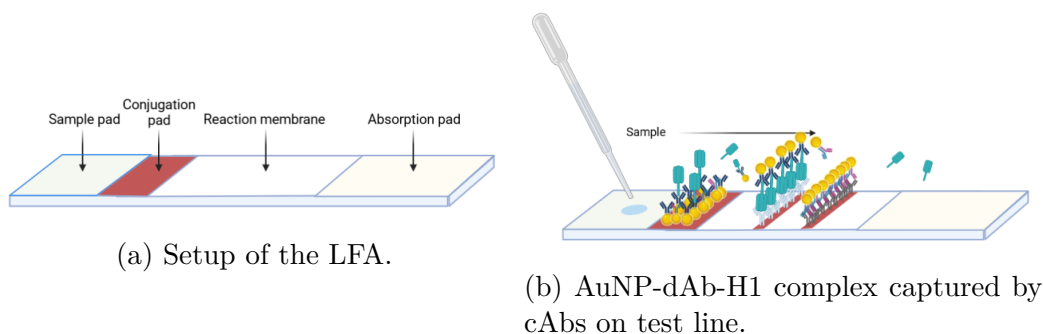 Sample pad
Conjugation
pad
Reaction membrane
Absorption pad
(a) Setup of the LFA.
Sample
(b) AuNP-dAb-H1 complex captured by
cAbs on test line.